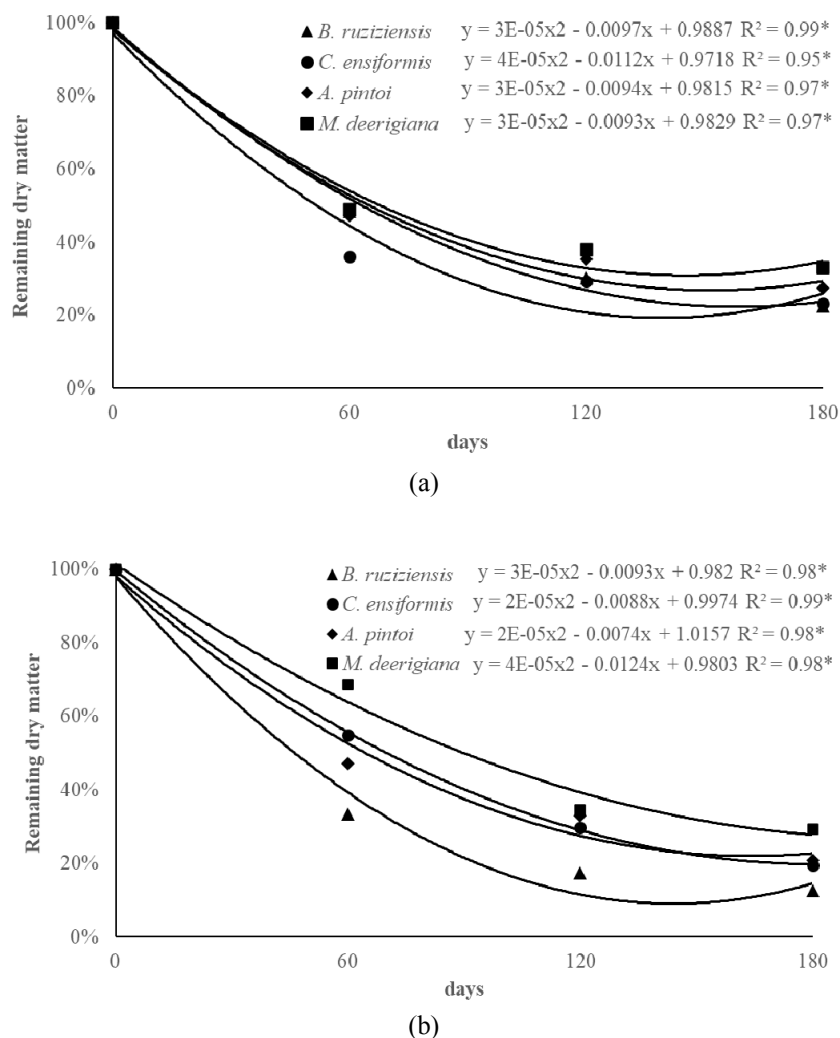 100%
80%
60%
40%
20%
0%
Remaining dry matter
B. ruziziensis y = 3E-05x2 - 0.0097x + 0.9887 R² = 0.99*
C. ensiformis y = 4E-05x2 - 0.0112x + 0.9718 R² = 0.95*
A. pintoi y = 3E-05x2 - 0.0094x + 0.9815 R² = 0.97*
M. deerigiana y = 3E-05x2 - 0.0093x + 0.9829 R² = 0.97*
0 60 120 180
days
(a)
100%
80%
60%
40%
20%
0%
Remaining dry matter
B. ruziziensis y = 3E-05x2 - 0.0093x + 0.982 R² = 0.98*
C. ensiformis y = 2E-05x2 - 0.0088x + 0.9974 R² = 0.99*
A. pintoi y = 2E-05x2 - 0.0074x + 1.0157 R² = 0.98*
M. deerigiana y = 4E-05x2 - 0.0124x + 0.9803 R² = 0.98*
0 60 120 180
days
(b)